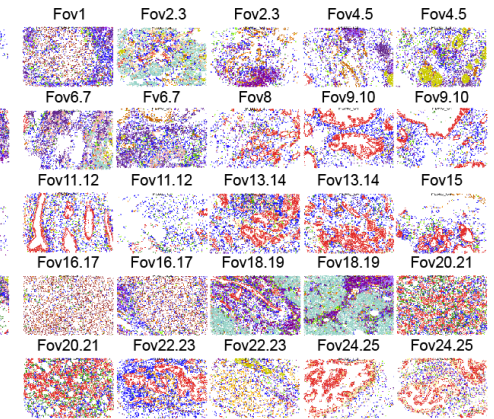 Fov1 Fov2.3 Fov2.3 Fov4.5 Fov4.5
Fov6.7 Fv6.7 Fov8 Fov9.10 Fov9.10
Fov11.12 Fov11.12 Fov13.14 Fov13.14 Fov15
Fov16.17 Fov16.17 Fov18.19 Fov18.19 Fov20.21
Fov20.21 Fov22.23 Fov22.23 Fov24.25 Fov24.25